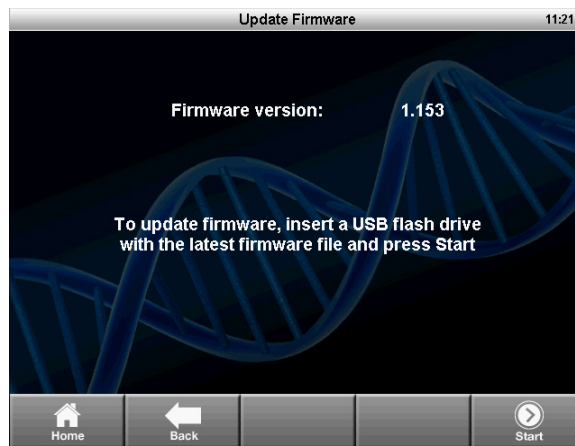 Update Firmware 11:21
Firmware version: 1.153
To update firmware, insert a USB flash drive
with the latest firmware file and press Start
Home Back Start